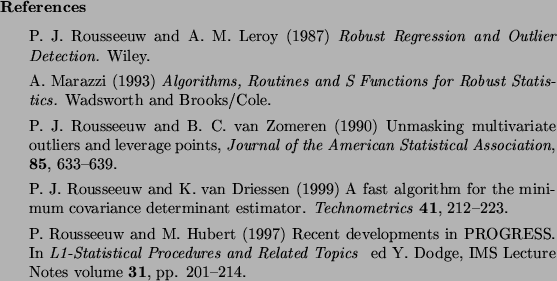 References
P. J. Rousseeuw and A. M. Leroy (1987) Robust Regression and Outlier
Detection. Wiley.
A. Marazzi (1993) Algorithms, Routines and S Functions for Robust Statis-
tics. Wadsworth and Brooks/Cole.
P. J. Rousseeuw and B. C. van Zomeren (1990) Unmasking multivariate
outliers and leverage points, Journal of the American Statistical Association,
85, 633–639.
P. J. Rousseeuw and K. van Driessen (1999) A fast algorithm for the mini-
mum covariance determinant estimator. Technometrics 41, 212–223.
P. Rousseeuw and M. Hubert (1997) Recent developments in PROGRESS.
In L1-Statistical Procedures and Related Topics ed Y. Dodge, IMS Lecture
Notes volume 31, pp. 201–214.